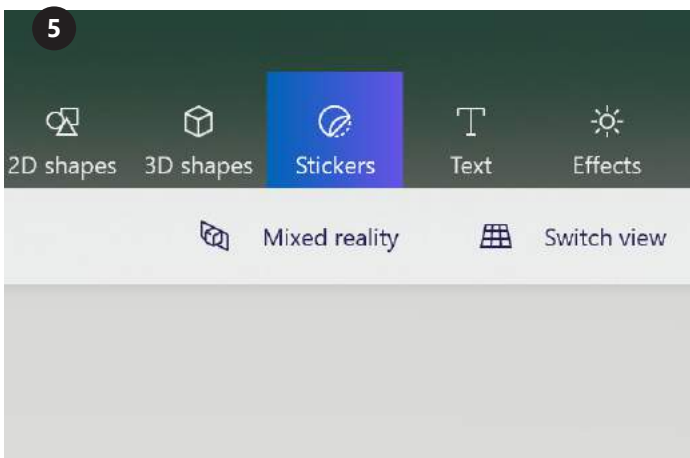 5
2D shapes 3D shapes Stickers Text Effects
Mixed reality Switch view